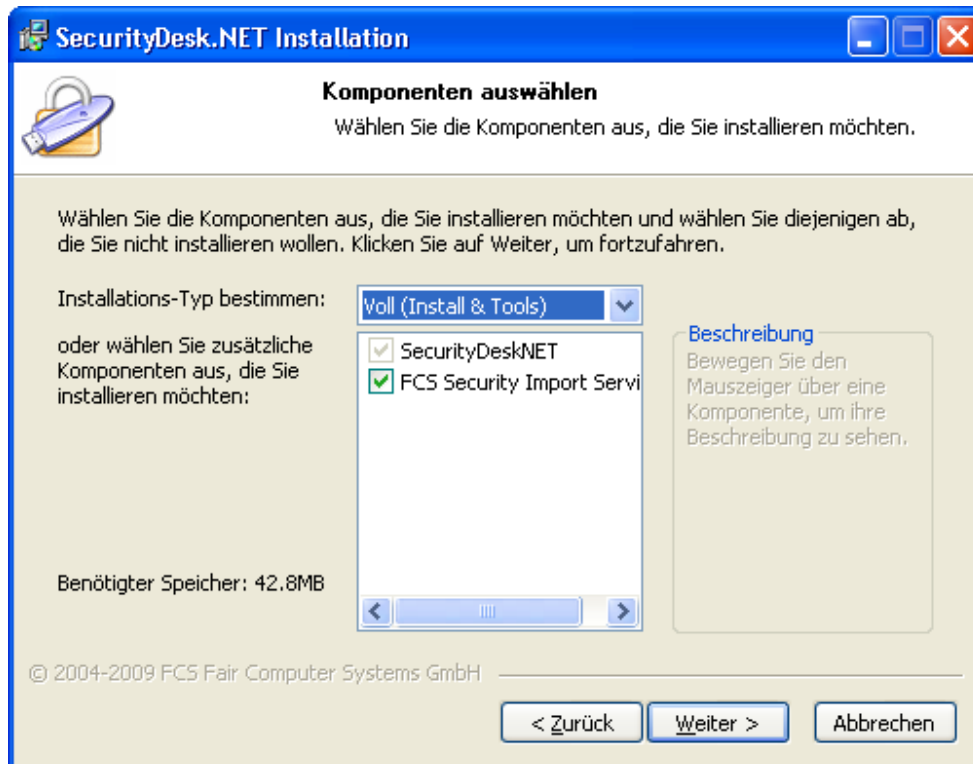 SecurityDesk.NET Installation
Komponenten auswählen
Wählen Sie die Komponenten aus, die Sie installieren möchten.
Wählen Sie die Komponenten aus, die Sie installieren möchten und wählen Sie diejenigen ab,
die Sie nicht installieren wollen. Klicken Sie auf Weiter, um fortzufahren.
Installations-Typ bestimmen:
Voll (Install & Tools)
oder wählen Sie zusätzliche
Komponenten aus, die Sie
installieren möchten:
SecurityDeskNET
FCS Security Import Servi
Beschreibung
Bewegen Sie den
Mauszeiger über eine
Komponente, um ihre
Beschreibung zu sehen.
Benötigter Speicher: 42.8MB
© 2004-2009 FCS Fair Computer Systems GmbH
< Zurück
Weiter >
Abbrechen